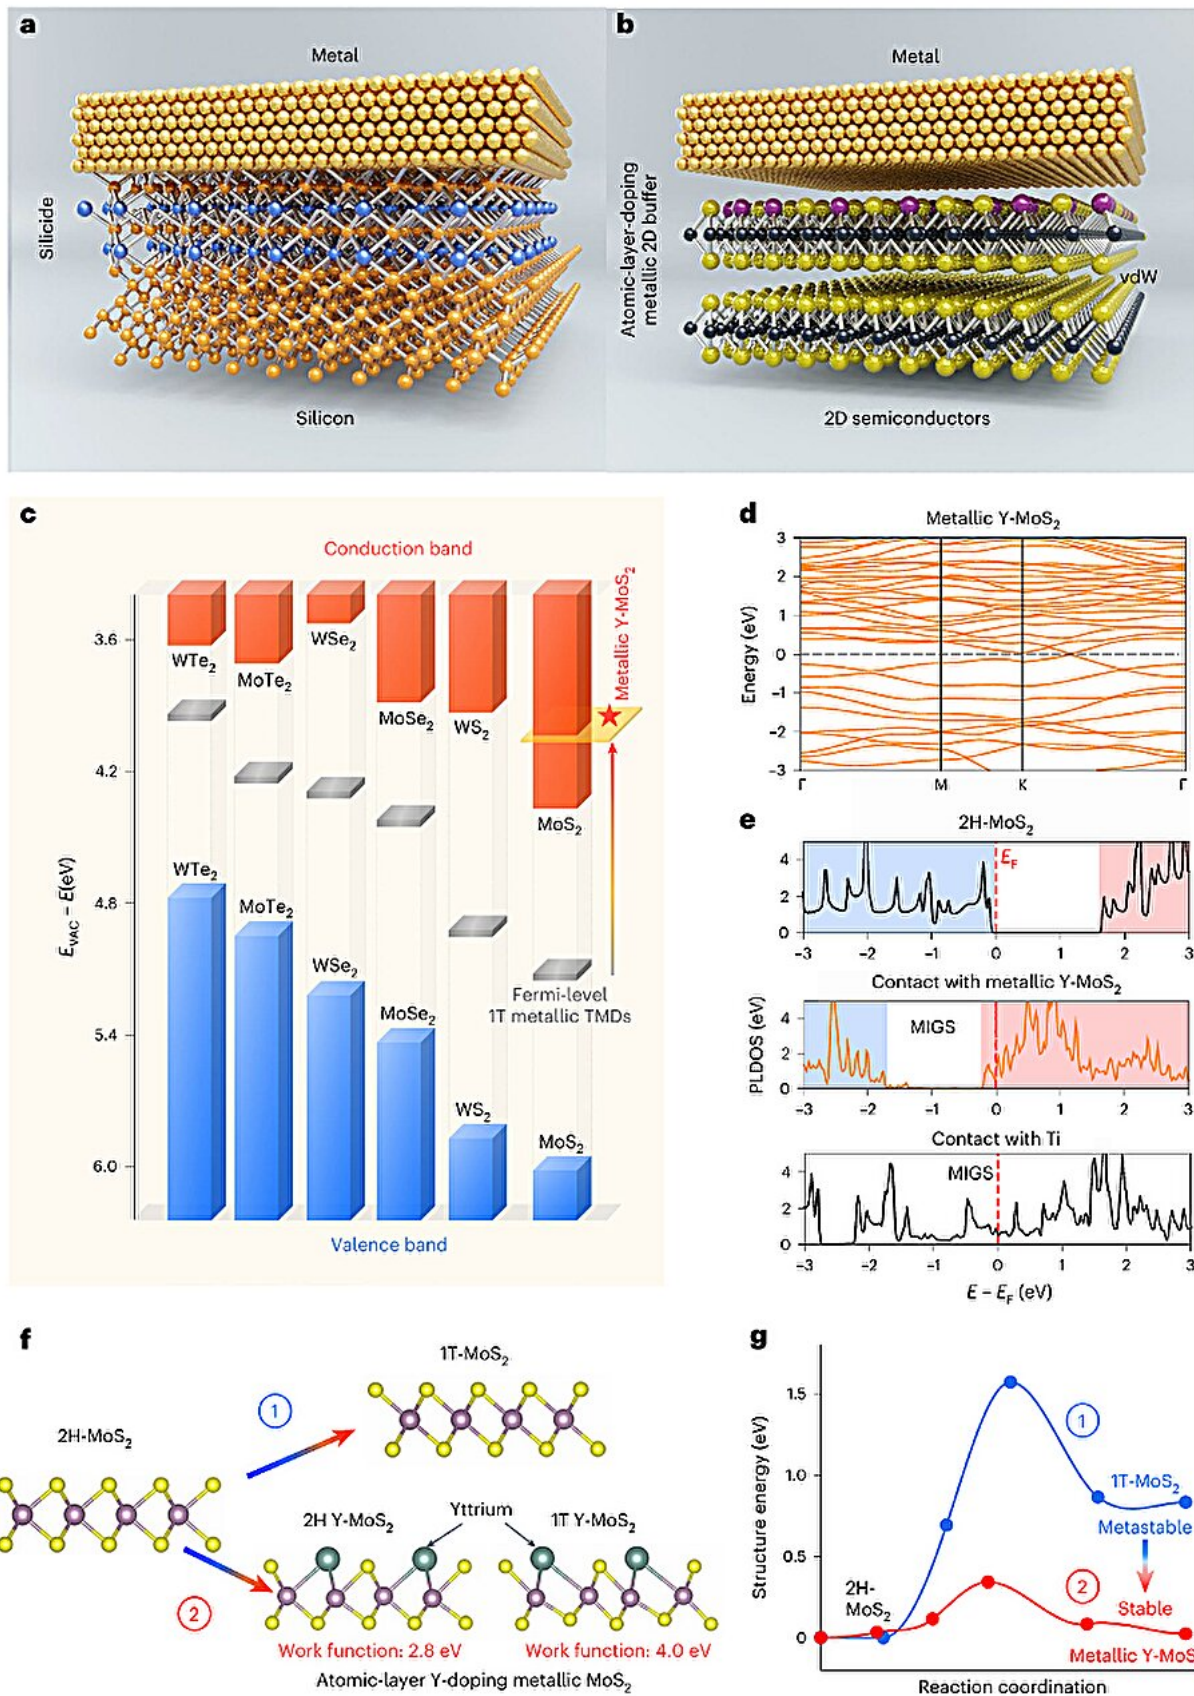 a
Metal
Silicide
Silicon
b
Metal
Atomic-layer-doping
metallic 2D buffer
vdW
2D semiconductors
c
Conduction band
E_VAC – E(eV)
3.6
4.2
4.8
5.4
6.0
WTe₂
MoTe₂
WSe₂
MoSe₂
WS₂
MoS₂
Metallic Y-MoS₂
WTe₂
MoTe₂
WSe₂
MoSe₂
WS₂
MoS₂
Fermi-level
1T metallic TMDs
Valence band
d
Metallic Y-MoS₂
Energy (eV)
3
2
1
0
–1
–2
–3
Γ M K Γ
e
2H-MoS₂
E_F
4
2
0
–3 –2 –1 0 1 2 3
Contact with metallic Y-MoS₂
PLDOS (eV)
MIGS
4
2
0
–3 –2 –1 0 1 2 3
Contact with Ti
MIGS
4
2
0
–3 –2 –1 0 1 2 3
E – E_F (eV)
f
2H-MoS₂
1
1T-MoS₂
2
2H Y-MoS₂
Yttrium
1T Y-MoS₂
Work function: 2.8 eV
Work function: 4.0 eV
Atomic-layer Y-doping metallic MoS₂
g
Structure energy (eV)
1.5
1.0
0.5
0
1
1T-MoS₂
Metastable
2H-
MoS₂
2
Stable
Metallic Y-MoS
Reaction coordination